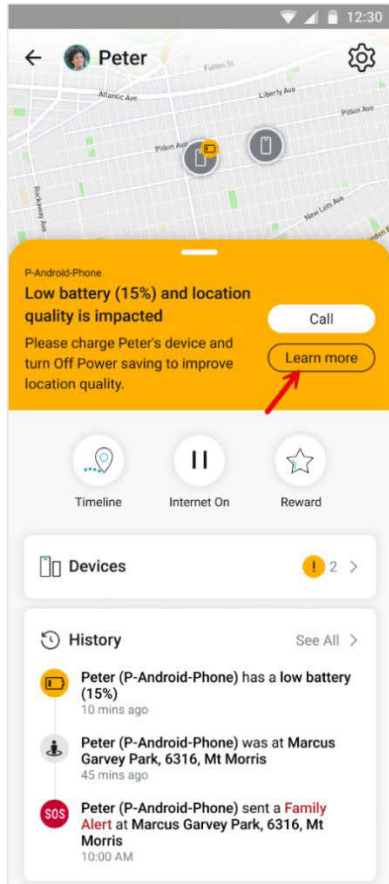 12:30
Peter
Fulton St
Atlantic Ave
Liberty Ave
Pitkin Ave
Pitkin Ave
Rockaway Ave
New Lots Ave
P-Android-Phone
Low battery (15%) and location
quality is impacted
Call
Please charge Peter's device and
turn Off Power saving to improve
location quality.
Learn more
Timeline
Internet On
Reward
Devices
! 2
History
See All
Peter (P-Android-Phone) has a low battery
(15%)
10 mins ago
Peter (P-Android-Phone) was at Marcus
Garvey Park, 6316, Mt Morris
45 mins ago
SOS
Peter (P-Android-Phone) sent a Family
Alert at Marcus Garvey Park, 6316, Mt
Morris
10:00 AM